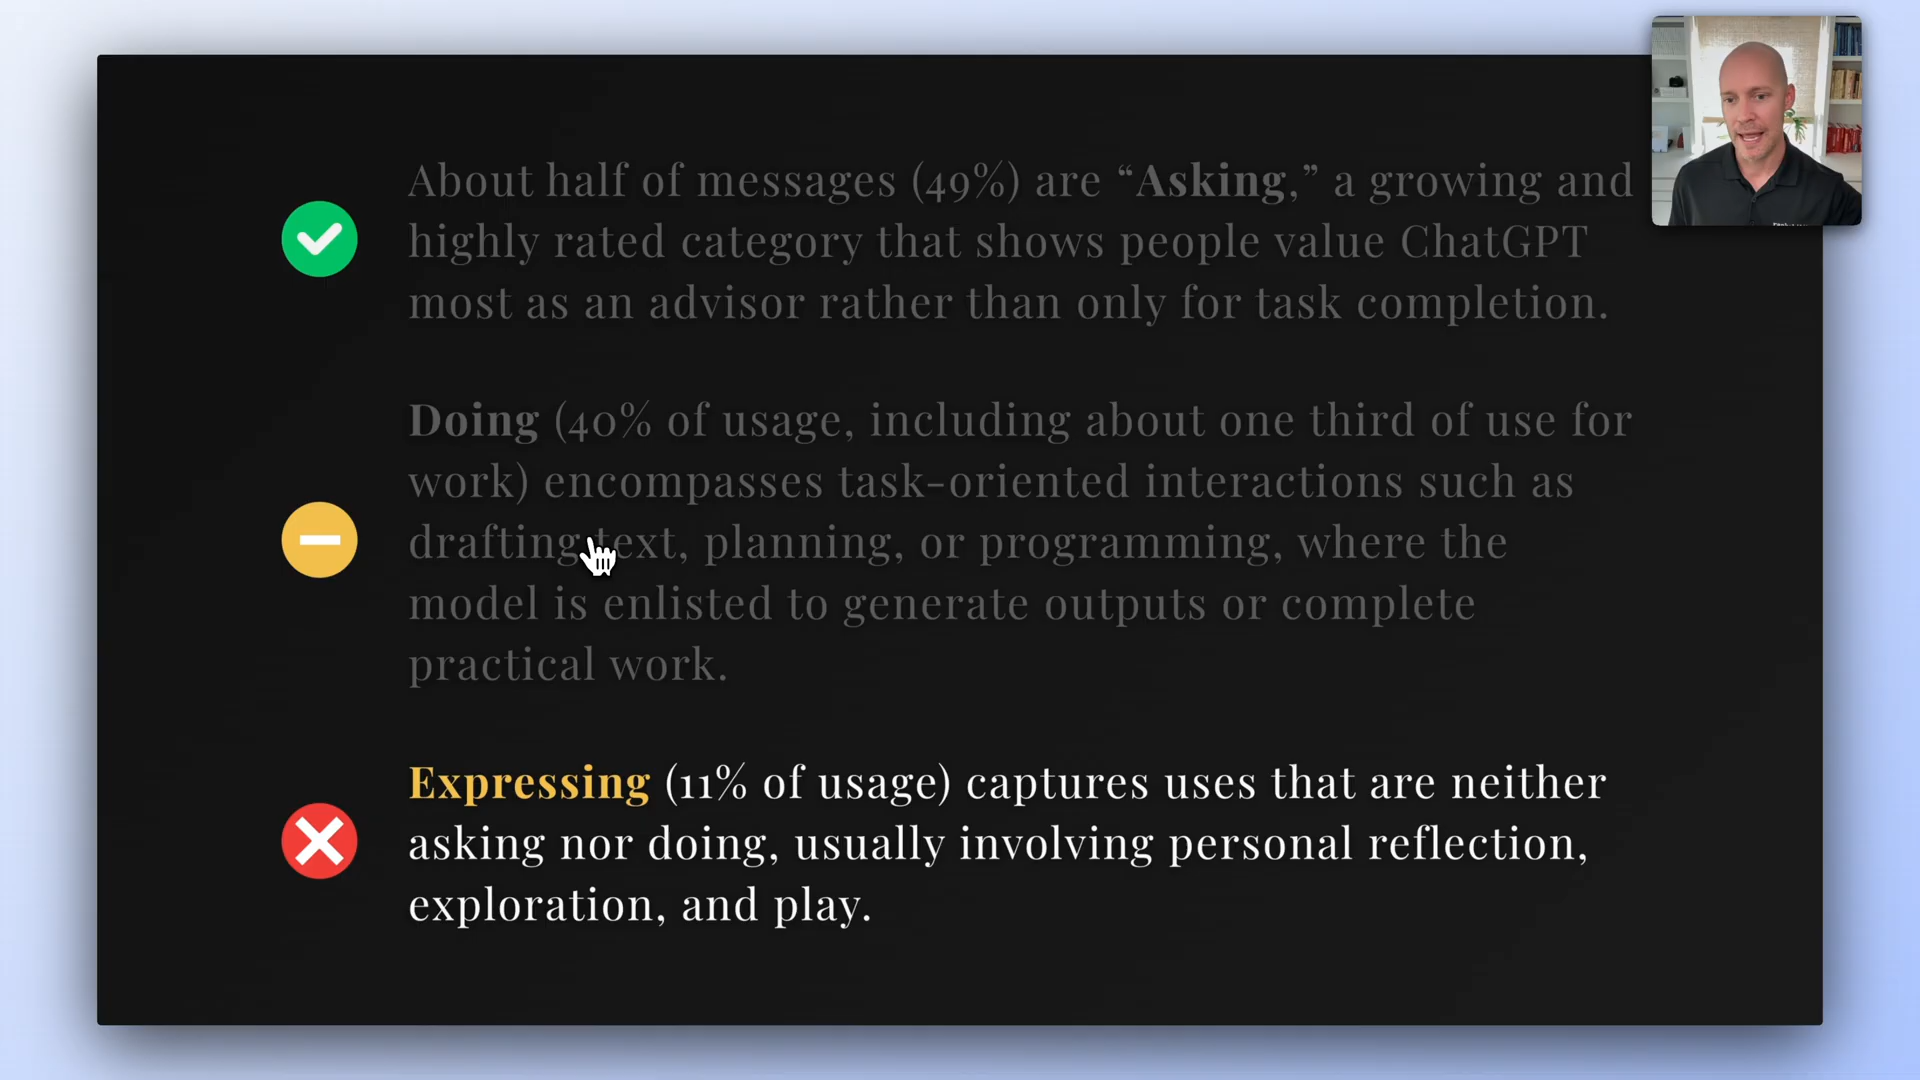 About half of messages (49%) are “Asking,” a growing and
highly rated category that shows people value ChatGPT
most as an advisor rather than only for task completion.
Doing (40% of usage, including about one third of use for
work) encompasses task-oriented interactions such as
drafting text, planning, or programming, where the
model is enlisted to generate outputs or complete
practical work.
Expressing (11% of usage) captures uses that are neither
asking nor doing, usually involving personal reflection,
exploration, and play.